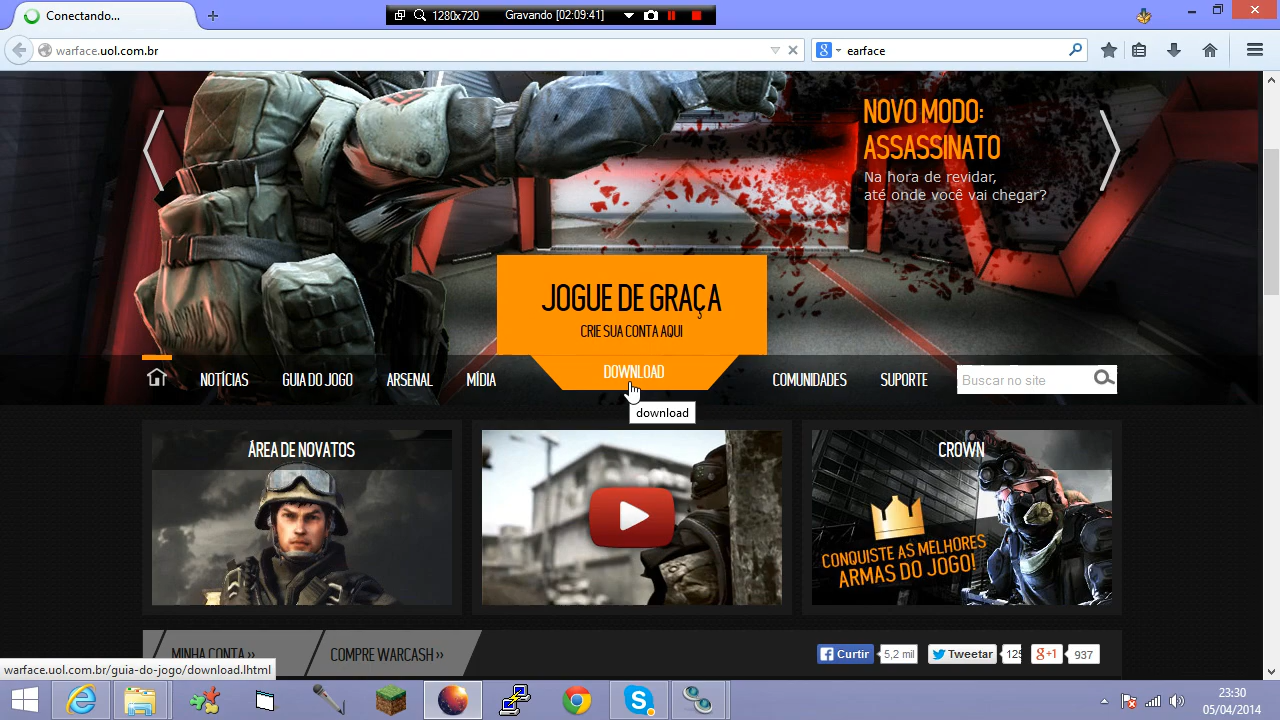 Conectando...
1280x720
Gravando [02:09:41]
warface.uol.com.br
earface
NOVO MODO:
ASSASSINATO
Na hora de revidar,
até onde você vai chegar?
JOGUE DE GRAÇA
CRIE SUA CONTA AQUI
NOTÍCIAS
GUIA DO JOGO
ARSENAL
MÍDIA
DOWNLOAD
COMUNIDADES
SUPORTE
Buscar no site
download
ÁREA DE NOVATOS
CROWN
CONQUISTE AS MELHORES
ARMAS DO JOGO!
MINHA CONTA ››
COMPRE WARCASH ››
Curtir
5,2 mil
Tweetar
125
+1
937
warface.uol.com.br/guia-do-jogo/download.lhtml
23:30
05/04/2014